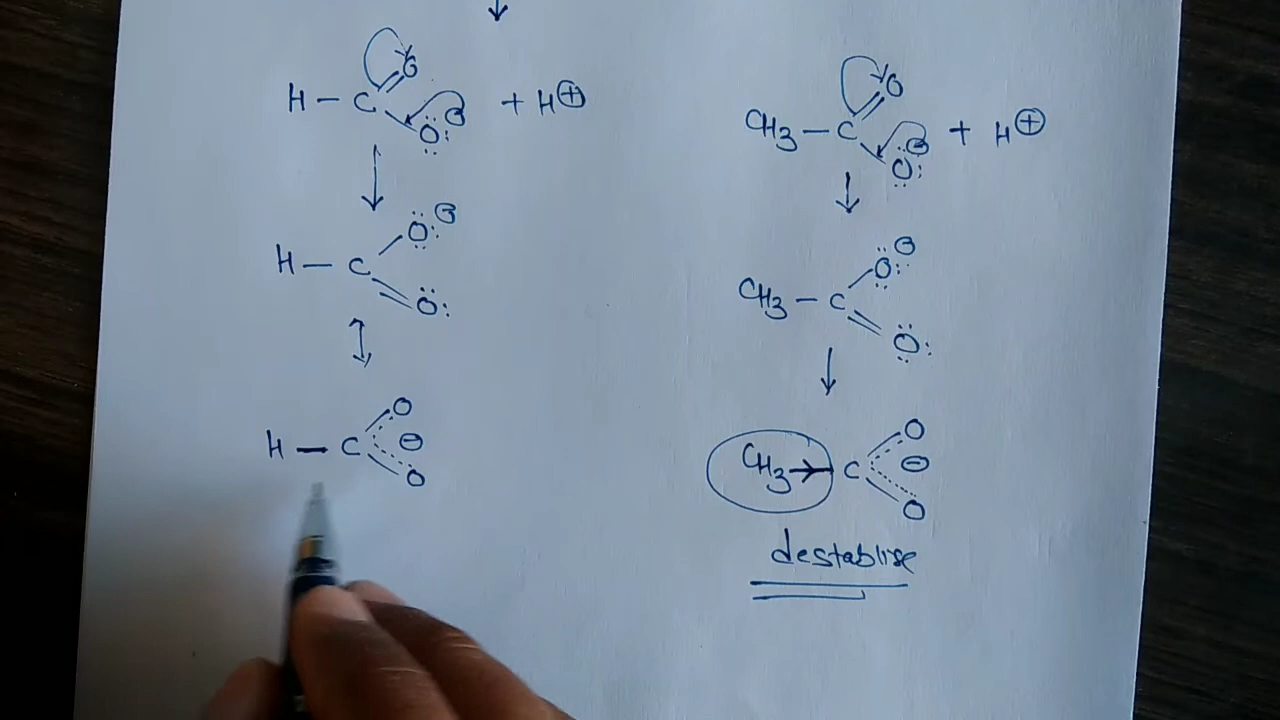 H – C = O O: ⊖ + H⊕
CH3 – C = O O: ⊖ + H⊕
H – C O: ⊖ = O:
CH3 – C O: ⊖ = O:
H – C O ⊖ O
CH3 → C O ⊖ O
destablise